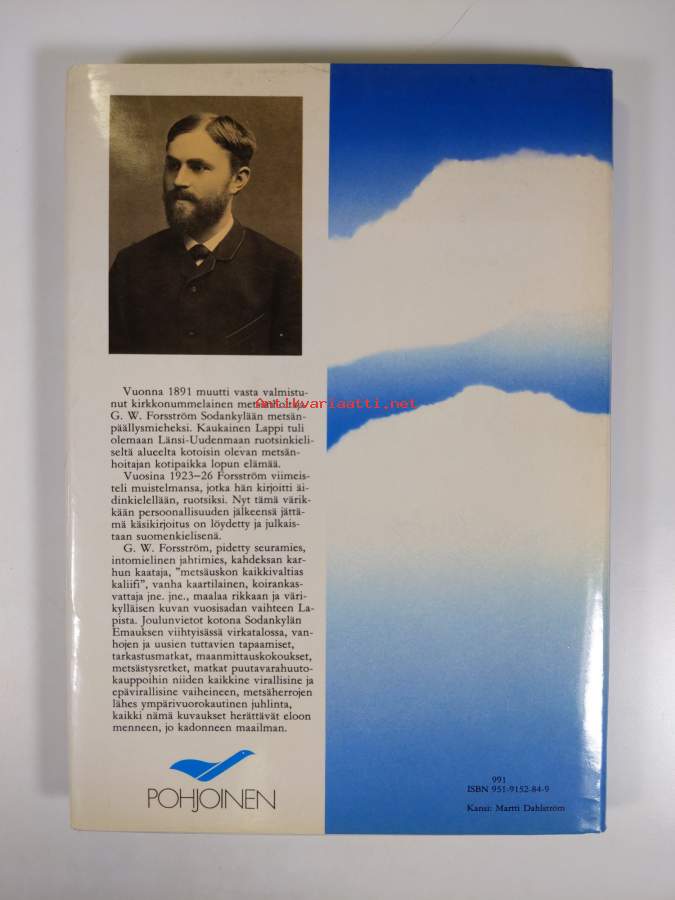 Vuonna 1891 muutti vasta valmistu-
nut kirkkonummelainen metsänhoitaja
Antikvariaatti.net
G. W. Forsström Sodankylään metsän-
päällysmieheksi. Kaukainen Lappi tuli
olemaan Länsi-Uudenmaan ruotsinkieli-
seltä alueelta kotoisin olevan metsän-
hoitajan kotipaikka lopun elämää.
Vuosina 1923–26 Forsström viimeis-
teli muistelmansa, jotka hän kirjoitti äi-
dinkielellään, ruotsiksi. Nyt tämä värik-
kään persoonallisuuden jälkeensä jättä-
mä käsikirjoitus on löydetty ja julkais-
taan suomenkielisenä.
G. W. Forsström, pidetty seuramies,
intomielinen jahtimies, kahdeksan kar-
hun kaataja, "metsäuskon kaikkivaltias
kaliifi", vanha kaartilainen, koirankas-
vattaja jne. jne., maalaa rikkaan ja väri-
kylläisen kuvan vuosisadan vaihteen La-
pista. Joulunvietot kotona Sodankylän
Emauksen viihtyisässä virkatalossa, van-
hojen ja uusien tuttavien tapaamiset,
tarkastusmatkat, maanmittauskokoukset,
metsästysretket, matkat puutavarahuuto-
kauppoihin niiden kaikkine virallisine ja
epävirallisine vaiheineen, metsäherrojen
lähes ympärivuorokautinen juhlinta,
kaikki nämä kuvaukset herättävät eloon
menneen, jo kadonneen maailman.
POHJOINEN
991
ISBN 951-9152-84-9
Kansi: Martti Dahlström